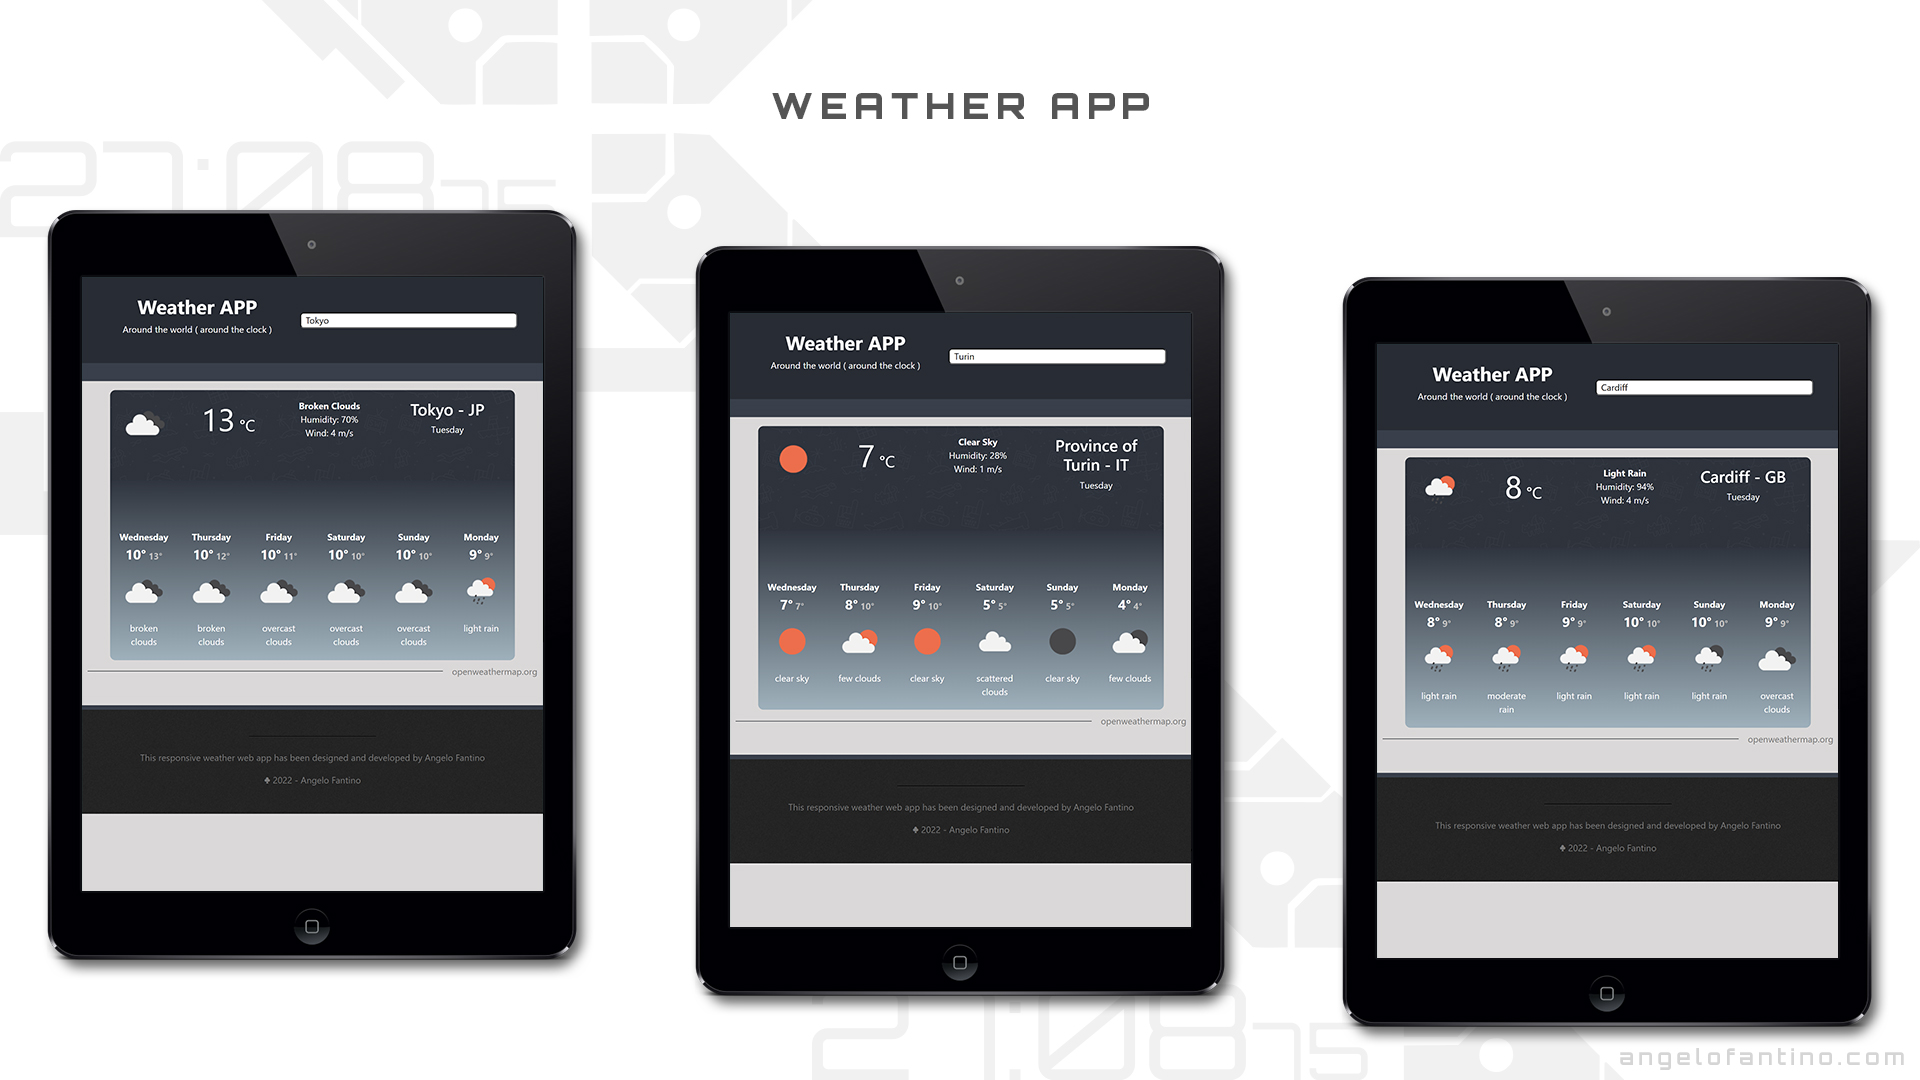 WEATHER APP
27:08 75
Weather APP
Around the world ( around the clock )
Tokyo
13 °C
Broken Clouds
Humidity: 70%
Wind: 4 m/s
Tokyo - JP
Tuesday
Wednesday Thursday Friday Saturday Sunday Monday
10° 13° 10° 12° 10° 11° 10° 10° 10° 10° 9° 9°
broken clouds broken clouds overcast clouds overcast clouds overcast clouds light rain
openweathermap.org
This responsive weather web app has been designed and developed by Angelo Fantino
♣ 2022 - Angelo Fantino
Weather APP
Around the world ( around the clock )
Turin
7 °C
Clear Sky
Humidity: 28%
Wind: 1 m/s
Province of
Turin - IT
Tuesday
Wednesday Thursday Friday Saturday Sunday Monday
7° 7° 8° 10° 9° 10° 5° 5° 5° 5° 4° 4°
clear sky few clouds clear sky scattered clouds clear sky few clouds
openweathermap.org
This responsive weather web app has been designed and developed by Angelo Fantino
♣ 2022 - Angelo Fantino
Weather APP
Around the world ( around the clock )
Cardiff
8 °C
Light Rain
Humidity: 94%
Wind: 4 m/s
Cardiff - GB
Tuesday
Wednesday Thursday Friday Saturday Sunday Monday
8° 9° 8° 9° 9° 9° 10° 10° 10° 10° 9° 9°
light rain moderate rain light rain light rain light rain overcast clouds
openweathermap.org
This responsive weather web app has been designed and developed by Angelo Fantino
♣ 2022 - Angelo Fantino
21:08 75
angelofantino.com